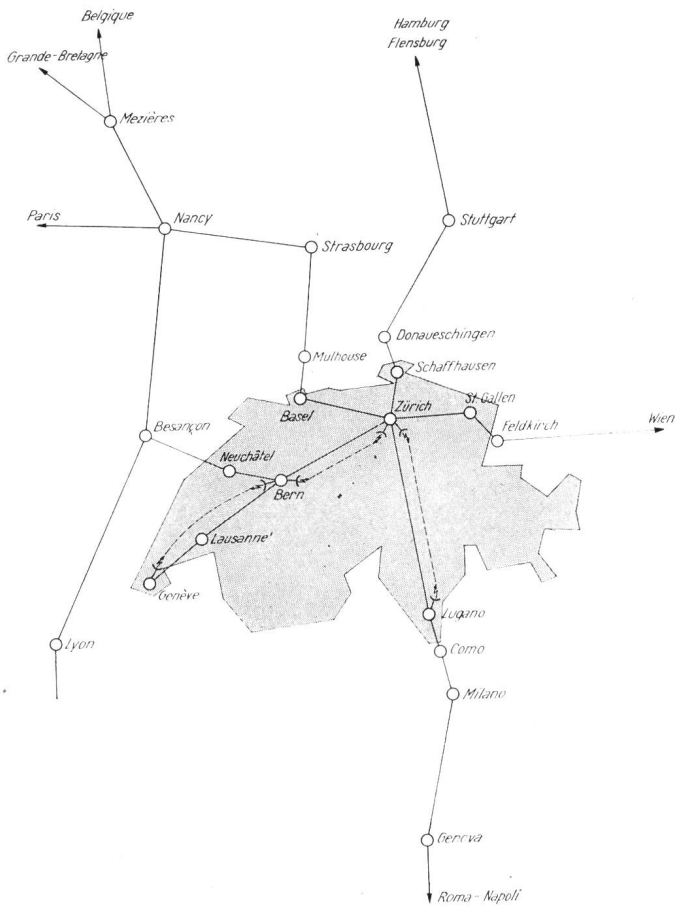 Belgique
Hamburg
Flensburg
Grande-Bretagne
Mezières
Paris
Nancy
Stuttgart
Strasbourg
Donaueschingen
Mulhouse
Schaffhausen
St. Gallen
Basel
Zürich
Wien
Besançon
Feldkirch
Neuchâtel
Bern
Lausanne
Genève
Lugano
Lyon
Como
Milano
Genova
Roma-Napoli